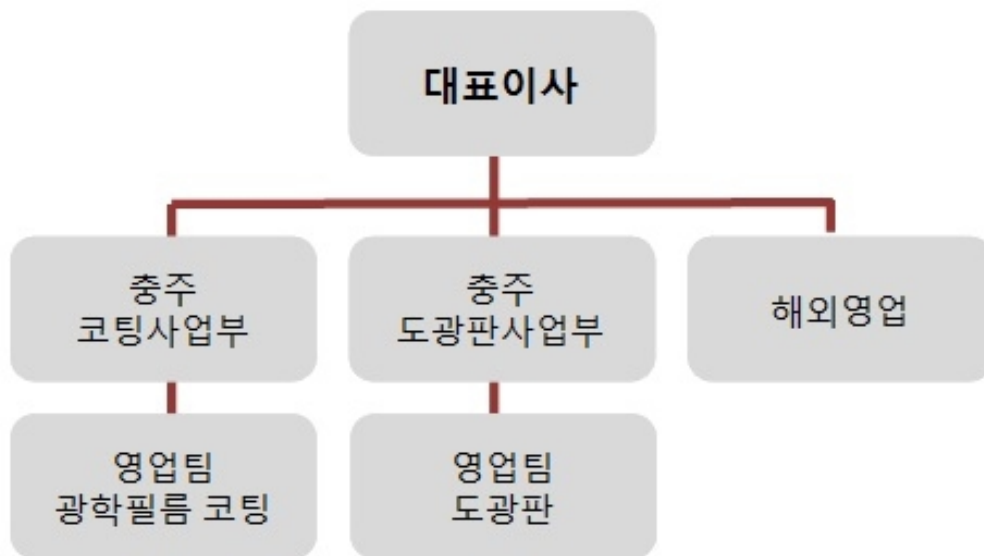 대표이사
충주
코팅사업부
충주
도광판사업부
해외영업
영업팀
광학필름 코팅
영업팀
도광판